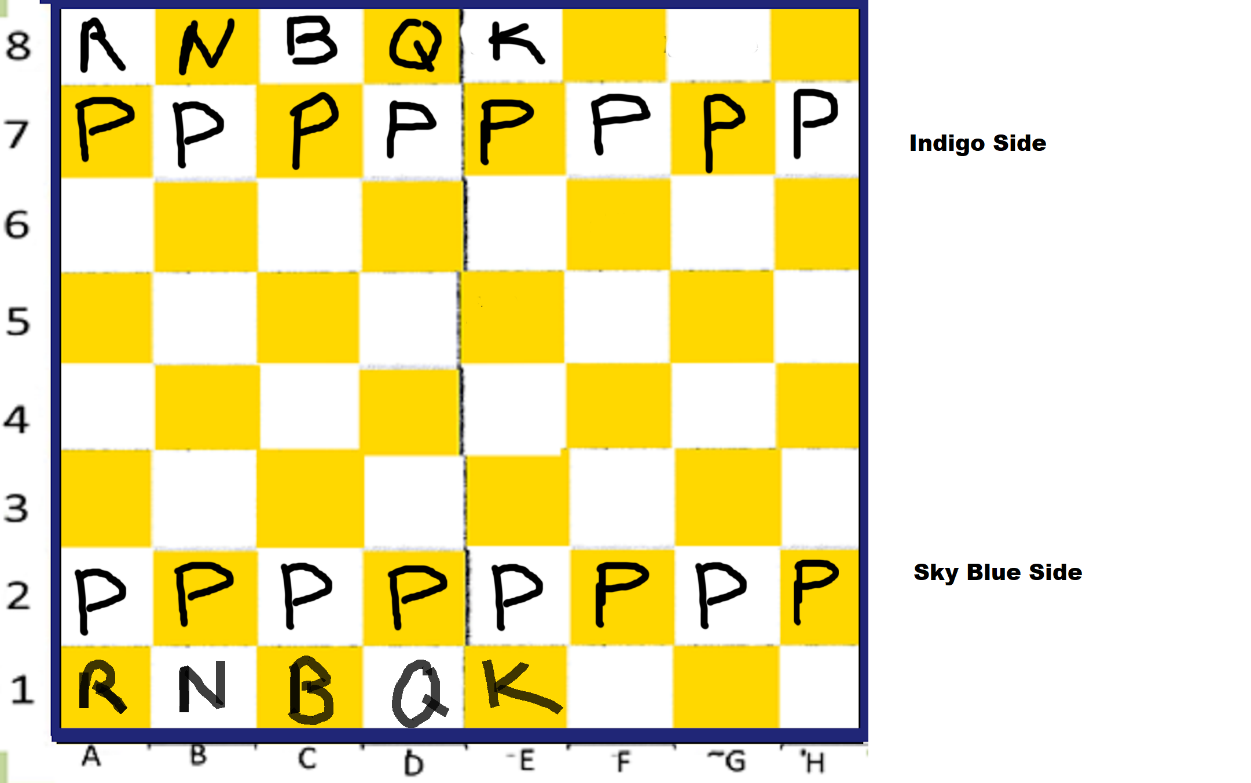 8 R N B Q K
7 P P P P P P P P
Indigo Side
6
5
4
3
2 P P P P P P P P
Sky Blue Side
1 R N B Q K
A B C D -E -F ~G 'H